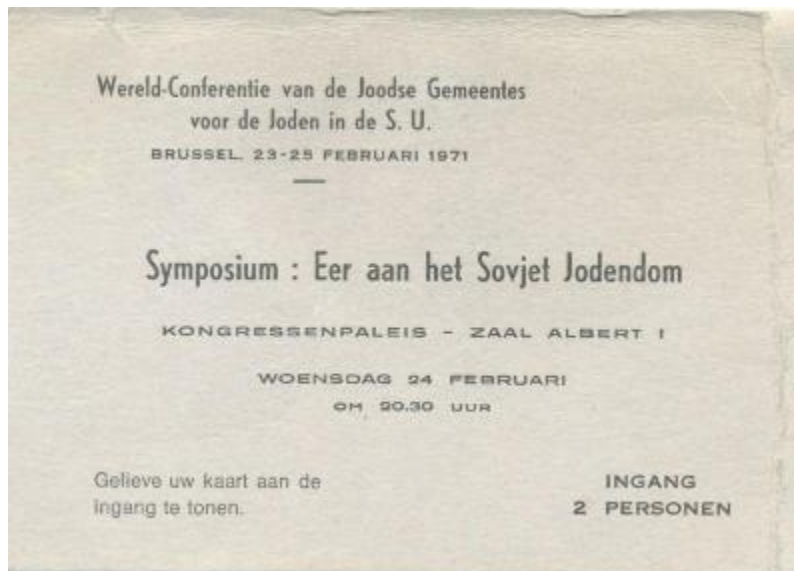 Wereld-Conferentie van de Joodse Gemeentes
voor de Joden in de S. U.
BRUSSEL, 23-25 FEBRUARI 1971
Symposium : Eer aan het Sovjet Jodendom
KONGRESSENPALEIS - ZAAL ALBERT I
WOENSDAG 24 FEBRUARI
OM 20.30 UUR
Gelieve uw kaart aan de
ingang te tonen.
INGANG
2 PERSONEN